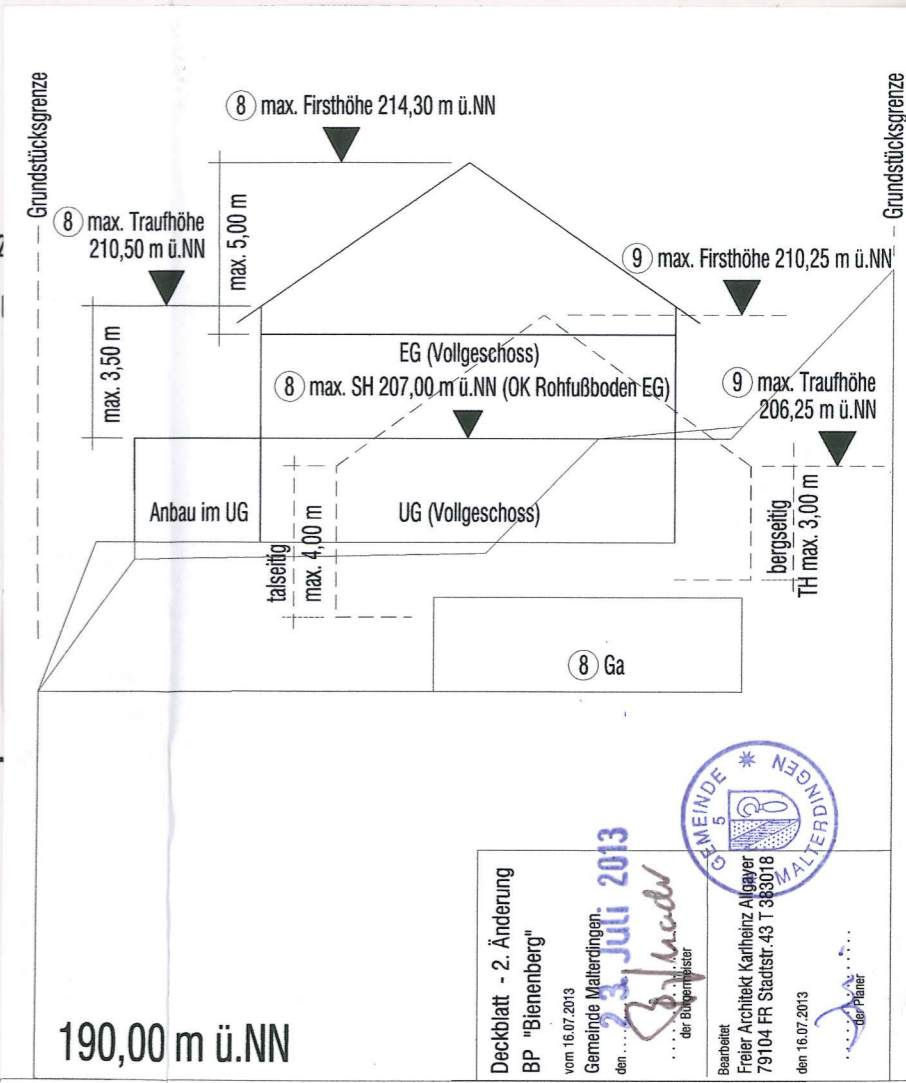 Grundstücksgrenze
Grundstücksgrenze
8 max. Firsthöhe 214,30 m ü.NN
8 max. Traufhöhe
210,50 m ü.NN
max. 5,00 m
9 max. Firsthöhe 210,25 m ü.NN
max. 3,50 m
EG (Vollgeschoss)
8 max. SH 207,00 m ü.NN (OK Rohfußboden EG)
9 max. Traufhöhe
206,25 m ü.NN
Anbau im UG
UG (Vollgeschoss)
talseitig
max. 4,00 m
bergseitig
TH max. 3,00 m
8 Ga
GEMEINDE
MALTERDINGEN
5
Deckblatt - 2. Änderung
BP "Bienenberg"
vom 16.07.2013
Gemeinde Malterdingen
den 23. Juli 2013
der Bürgermeister
Bearbeitet
Freier Architekt Karlheinz Allgayer
79104 FR Stadtstr. 43 T 383018
den 16.07.2013
der Planer
190,00 m ü.NN